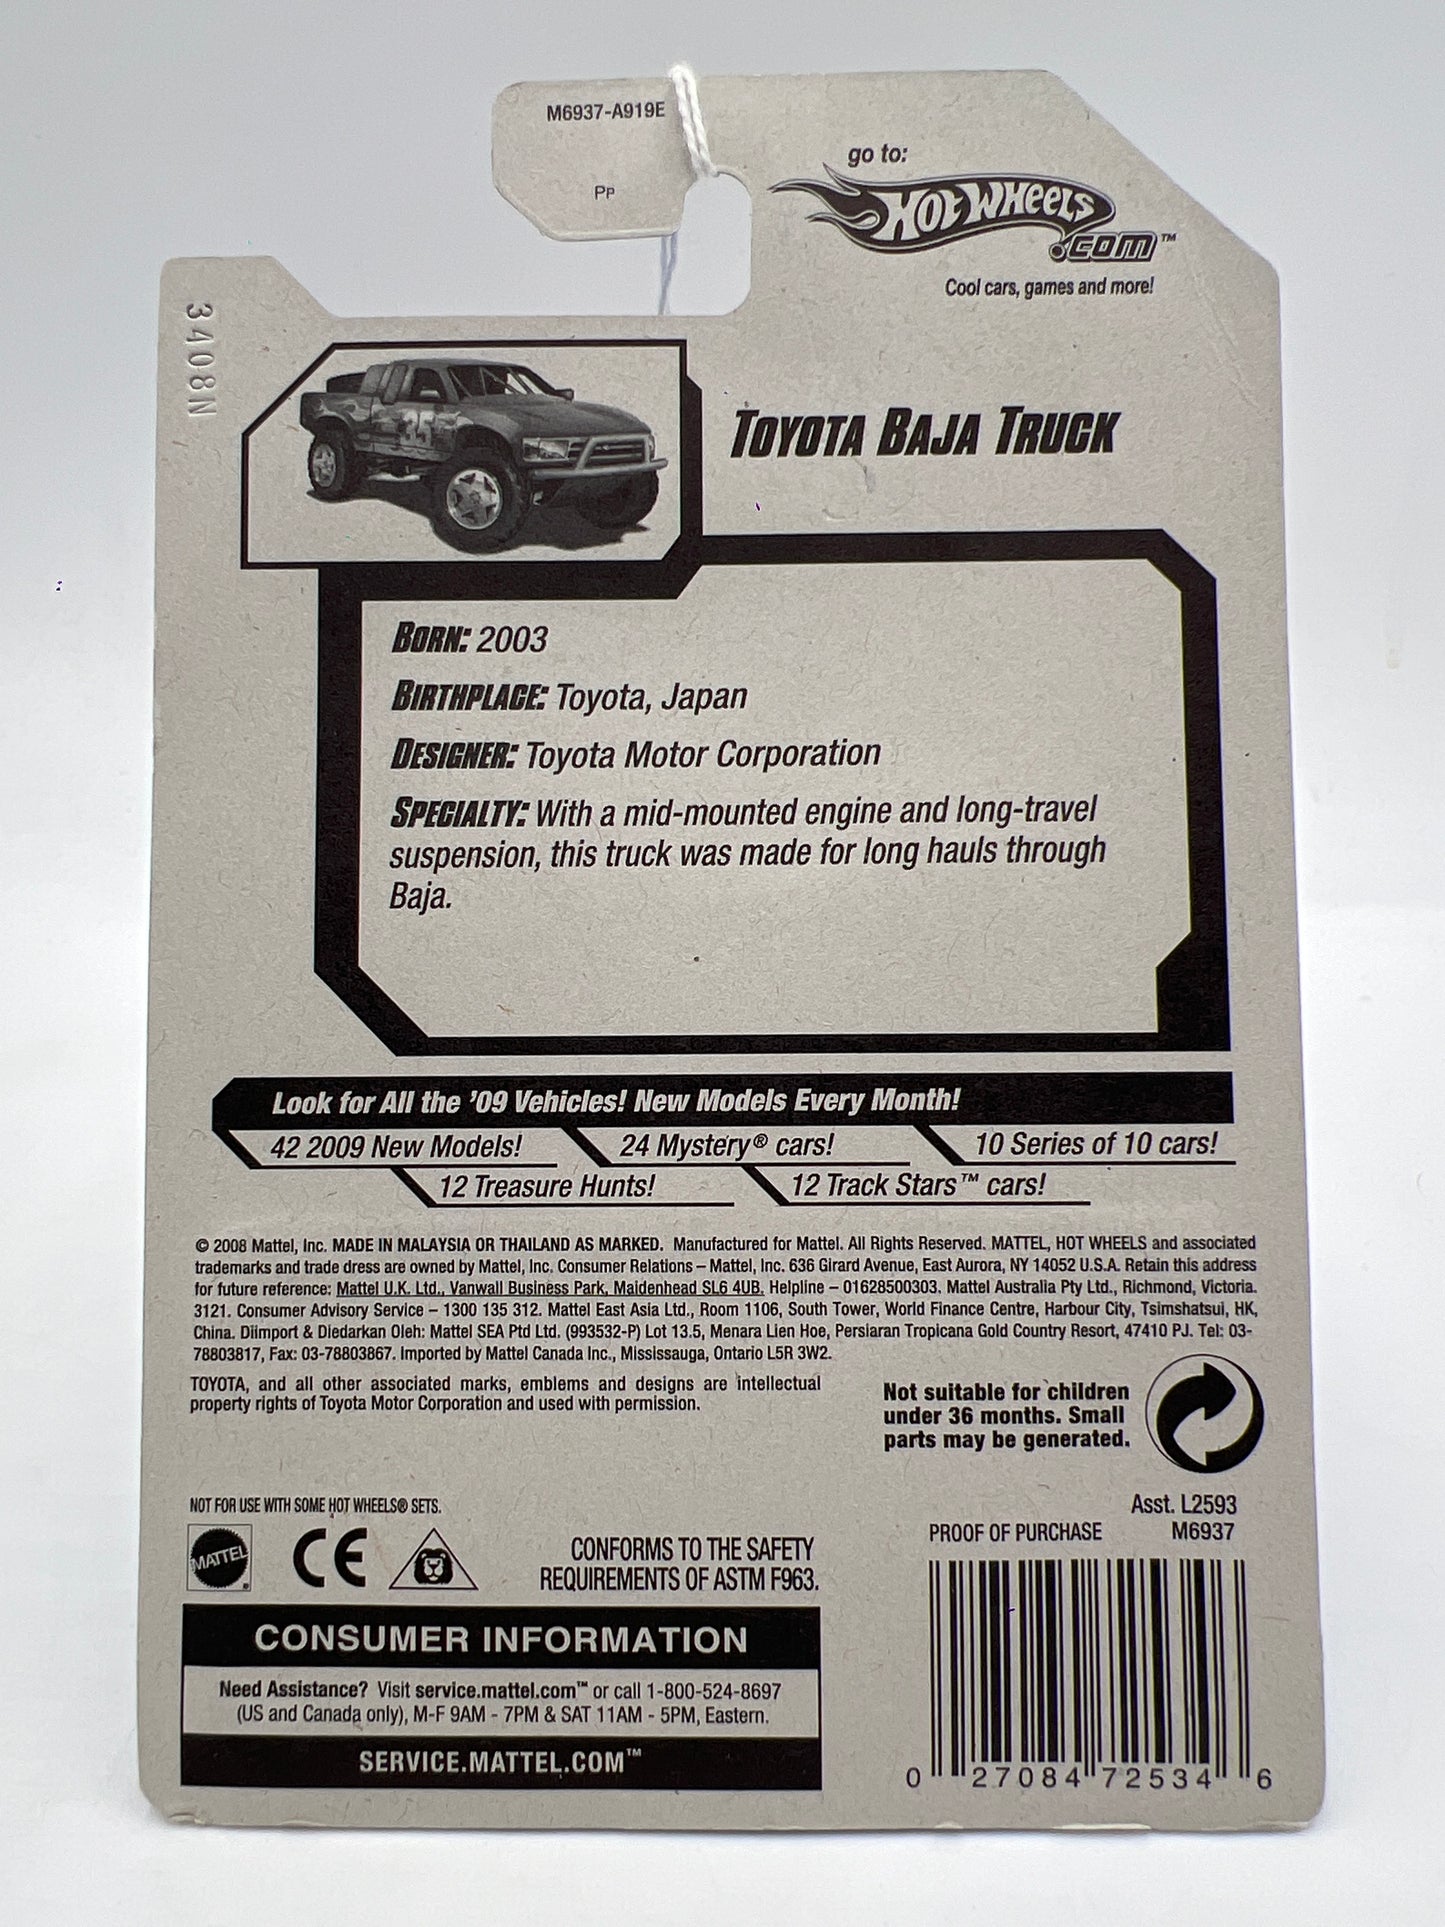 M6937-A919E
Pp
go to:
HOT WHEELS
.COM™
Cool cars, games and more!
3408N
35
TOYOTA BAJA TRUCK
BORN: 2003
BIRTHPLACE: Toyota, Japan
DESIGNER: Toyota Motor Corporation
SPECIALTY: With a mid-mounted engine and long-travel
suspension, this truck was made for long hauls through
Baja.
Look for All the '09 Vehicles! New Models Every Month!
42 2009 New Models!
24 Mystery® cars!
10 Series of 10 cars!
12 Treasure Hunts!
12 Track Stars™ cars!
© 2008 Mattel, Inc. MADE IN MALAYSIA OR THAILAND AS MARKED. Manufactured for Mattel. All Rights Reserved. MATTEL, HOT WHEELS and associated
trademarks and trade dress are owned by Mattel, Inc. Consumer Relations – Mattel, Inc. 636 Girard Avenue, East Aurora, NY 14052 U.S.A. Retain this address
for future reference: Mattel U.K. Ltd., Vanwall Business Park, Maidenhead SL6 4UB. Helpline – 01628500303. Mattel Australia Pty Ltd., Richmond, Victoria.
3121. Consumer Advisory Service – 1300 135 312. Mattel East Asia Ltd., Room 1106, South Tower, World Finance Centre, Harbour City, Tsimshatsui, HK,
China. Diimport & Diedarkan Oleh: Mattel SEA Ptd Ltd. (993532-P) Lot 13.5, Menara Lien Hoe, Persiaran Tropicana Gold Country Resort, 47410 PJ. Tel: 03-
78803817, Fax: 03-78803867. Imported by Mattel Canada Inc., Mississauga, Ontario L5R 3W2.
TOYOTA, and all other associated marks, emblems and designs are intellectual
property rights of Toyota Motor Corporation and used with permission.
Not suitable for children
under 36 months. Small
parts may be generated.
NOT FOR USE WITH SOME HOT WHEELS® SETS.
MATTEL
CE
CONFORMS TO THE SAFETY
REQUIREMENTS OF ASTM F963.
Asst. L2593
PROOF OF PURCHASE M6937
CONSUMER INFORMATION
Need Assistance? Visit service.mattel.com™ or call 1-800-524-8697
(US and Canada only), M-F 9AM - 7PM & SAT 11AM - 5PM, Eastern.
SERVICE.MATTEL.COM™
0 27084 72534 6